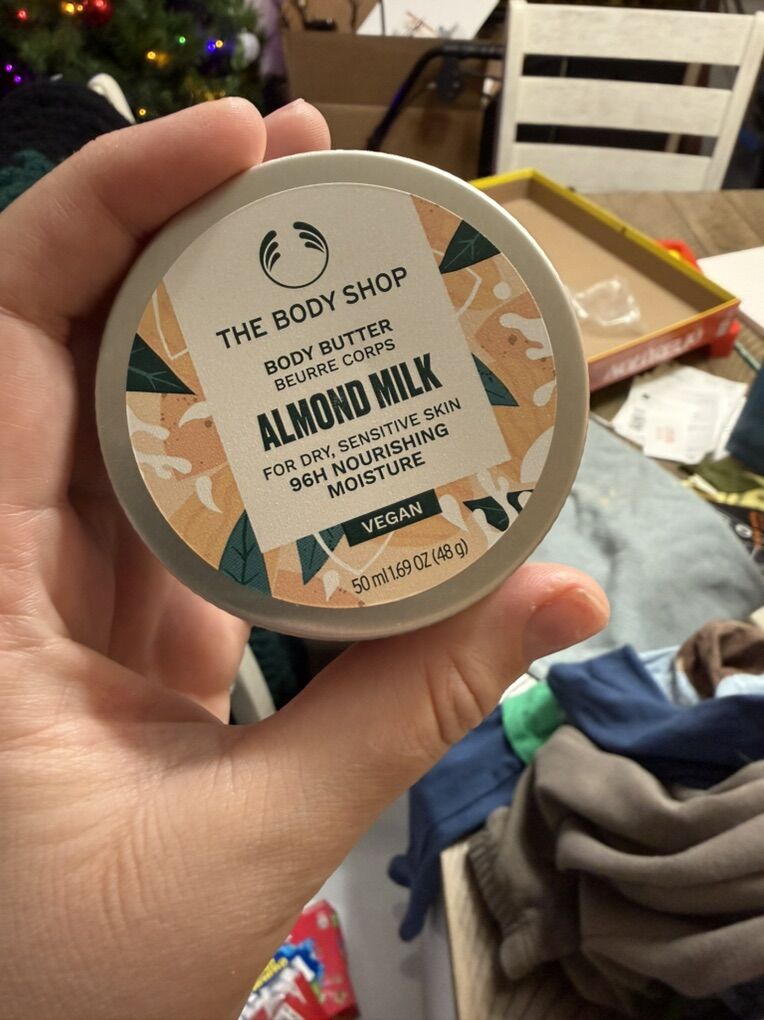 THE BODY SHOP
BODY BUTTER
BEURRE CORPS
ALMOND MILK
FOR DRY, SENSITIVE SKIN
96H NOURISHING
MOISTURE
VEGAN
50 ml 1.69 OZ (48 g)